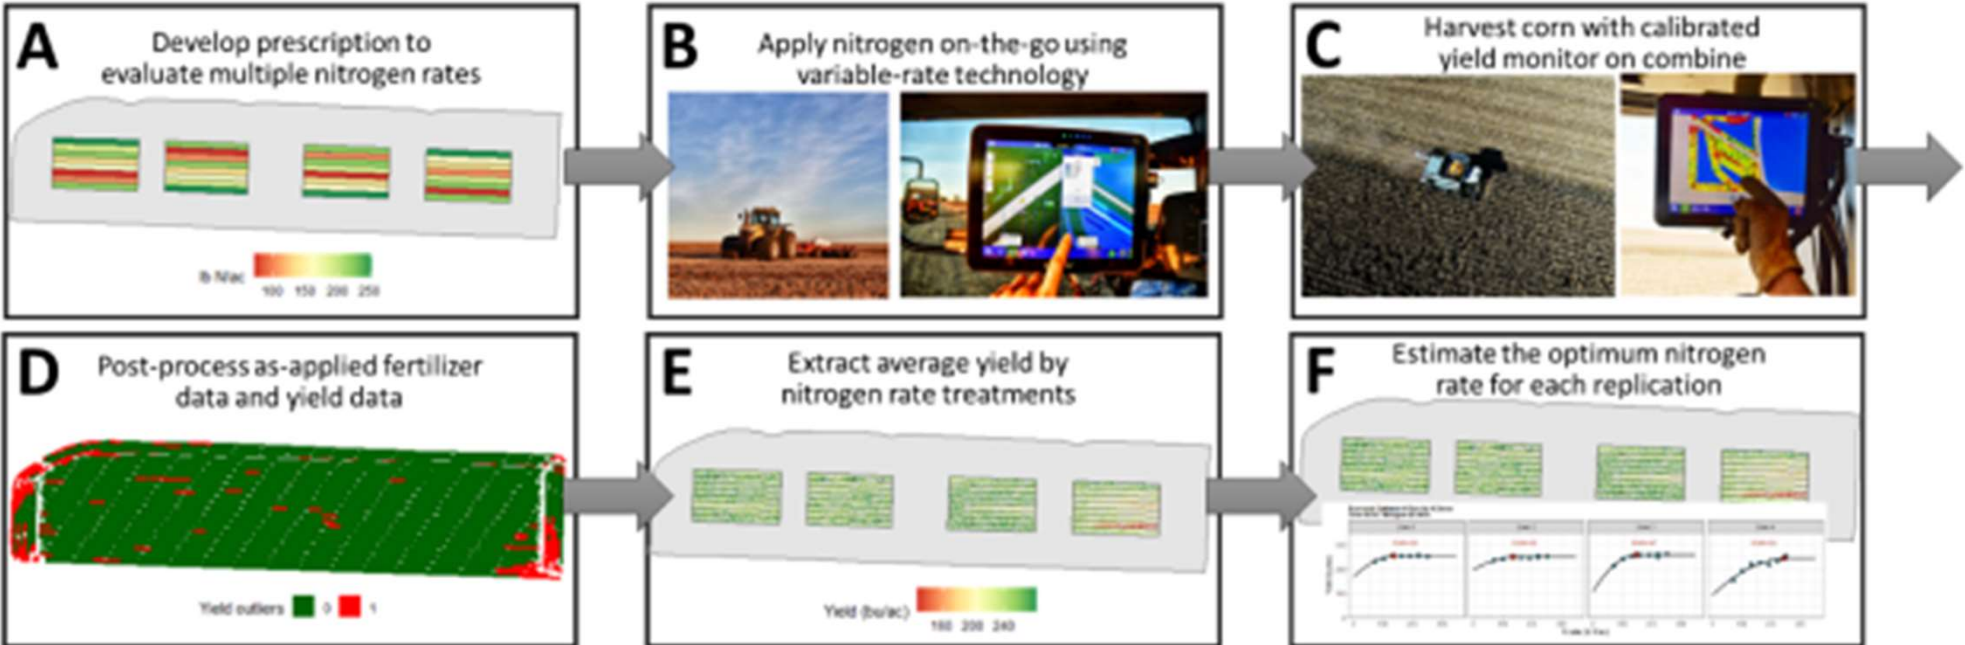 A
Develop prescription to
evaluate multiple nitrogen rates
lb N/ac
100 150 200 250
B
Apply nitrogen on-the-go using
variable-rate technology
C
Harvest corn with calibrated
yield monitor on combine
D
Post-process as-applied fertilizer
data and yield data
Yield outliers 0 1
E
Extract average yield by
nitrogen rate treatments
Yield (bu/ac)
160 200 240
F
Estimate the optimum nitrogen
rate for each replication